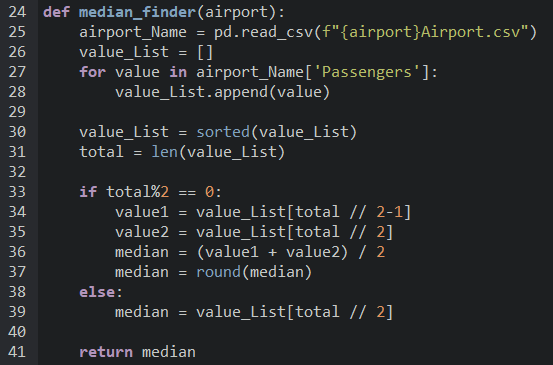 24 def median_finder(airport):
25     airport_Name = pd.read_csv(f"{airport}Airport.csv")
26     value_List = []
27     for value in airport_Name['Passengers']:
28         value_List.append(value)
29
30     value_List = sorted(value_List)
31     total = len(value_List)
32
33     if total%2 == 0:
34         value1 = value_List[total // 2-1]
35         value2 = value_List[total // 2]
36         median = (value1 + value2) / 2
37         median = round(median)
38     else:
39         median = value_List[total // 2]
40
41     return median